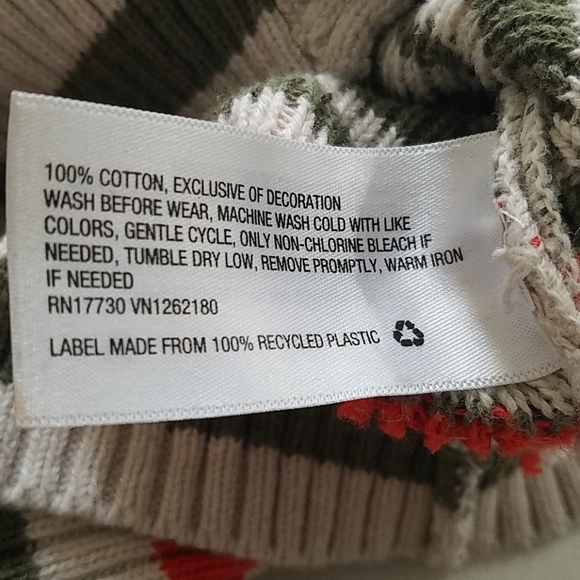 100% COTTON, EXCLUSIVE OF DECORATION
WASH BEFORE WEAR, MACHINE WASH COLD WITH LIKE
COLORS, GENTLE CYCLE, ONLY NON-CHLORINE BLEACH IF
NEEDED, TUMBLE DRY LOW, REMOVE PROMPTLY, WARM IRON
IF NEEDED
RN17730 VN1262180
LABEL MADE FROM 100% RECYCLED PLASTIC